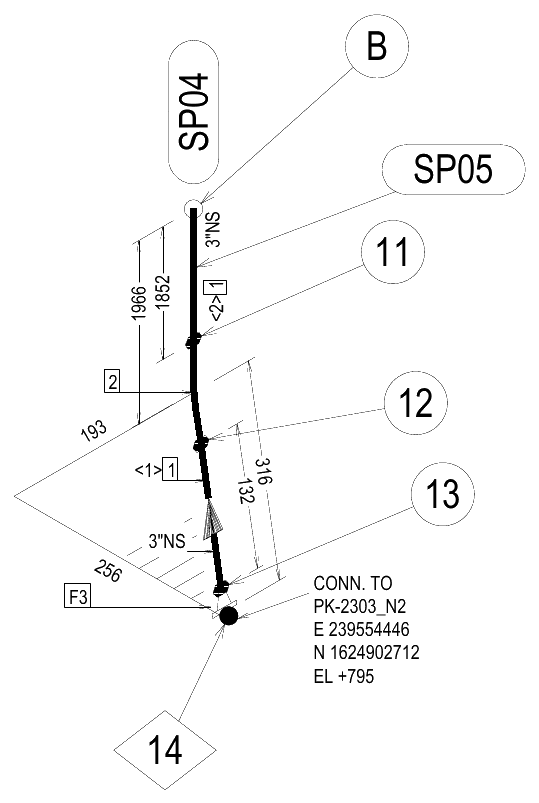 B
SP04
SP05
3"NS
11
1966
1852
<2> 1
2
12
193
<1> 1
316
132
13
3"NS
256
F3
CONN. TO
PK-2303_N2
E 239554446
N 1624902712
EL +795
14